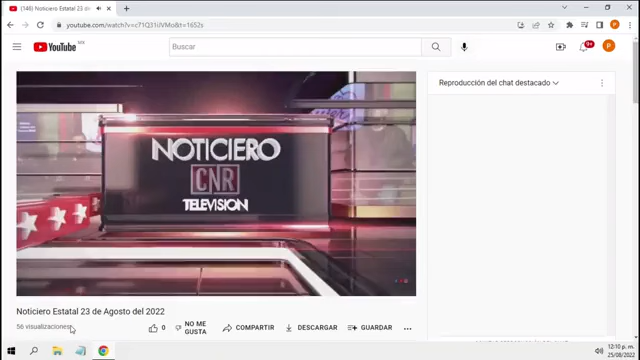 (148) Noticiero Estatal 23 d
youtube.com/watch?v=c71Q31iJVMo&t=1652s
YouTube MX
Buscar
9+
P
Reproducción del chat destacado
NOTICIERO
CNR
TELEVISION
Noticiero Estatal 23 de Agosto del 2022
56 visualizaciones
0
NO ME GUSTA
COMPARTIR
DESCARGAR
GUARDAR
12:10 p. m.
25/08/2022